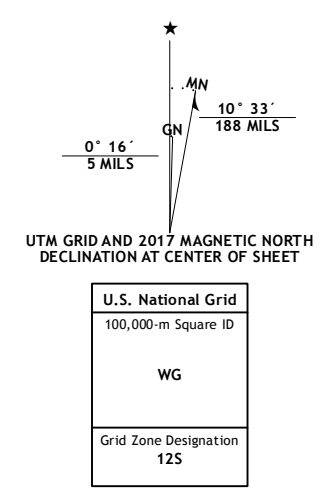 MN
10° 33´
188 MILS
GN
0° 16´
5 MILS
UTM GRID AND 2017 MAGNETIC NORTH
DECLINATION AT CENTER OF SHEET
U.S. National Grid
100,000-m Square ID
WG
Grid Zone Designation
12S